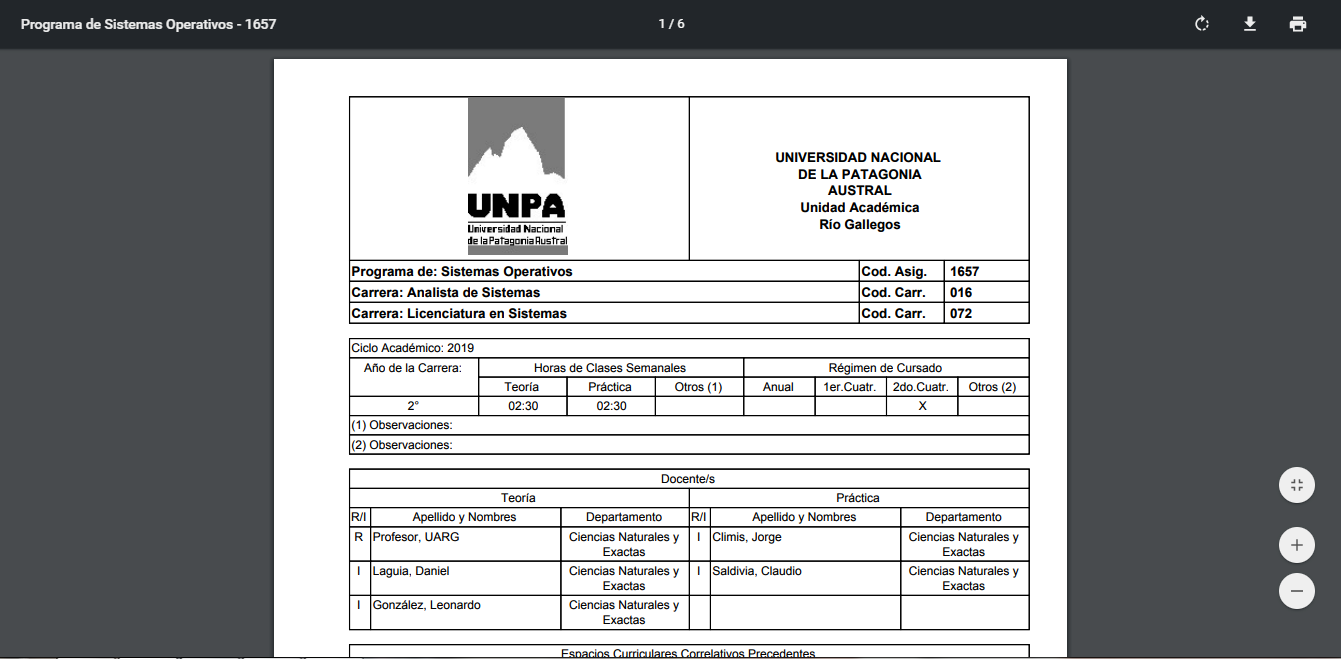 Programa de Sistemas Operativos - 1657
1 / 6
UNPA
Universidad Nacional
de la Patagonia Austral
UNIVERSIDAD NACIONAL
DE LA PATAGONIA
AUSTRAL
Unidad Académica
Río Gallegos
Programa de: Sistemas Operativos Cod. Asig. 1657
Carrera: Analista de Sistemas Cod. Carr. 016
Carrera: Licenciatura en Sistemas Cod. Carr. 072
Ciclo Académico: 2019
Año de la Carrera: Horas de Clases Semanales Régimen de Cursado
Teoría Práctica Otros (1) Anual 1er.Cuatr. 2do.Cuatr. Otros (2)
2° 02:30 02:30 X
(1) Observaciones:
(2) Observaciones:
Docente/s
Teoría Práctica
R/I Apellido y Nombres Departamento R/I Apellido y Nombres Departamento
R Profesor, UARG Ciencias Naturales y I Climis, Jorge Ciencias Naturales y
Exactas Exactas
I Laguia, Daniel Ciencias Naturales y I Saldivia, Claudio Ciencias Naturales y
Exactas Exactas
I González, Leonardo Ciencias Naturales y
Exactas
Espacios Curriculares Correlativos Precedentes